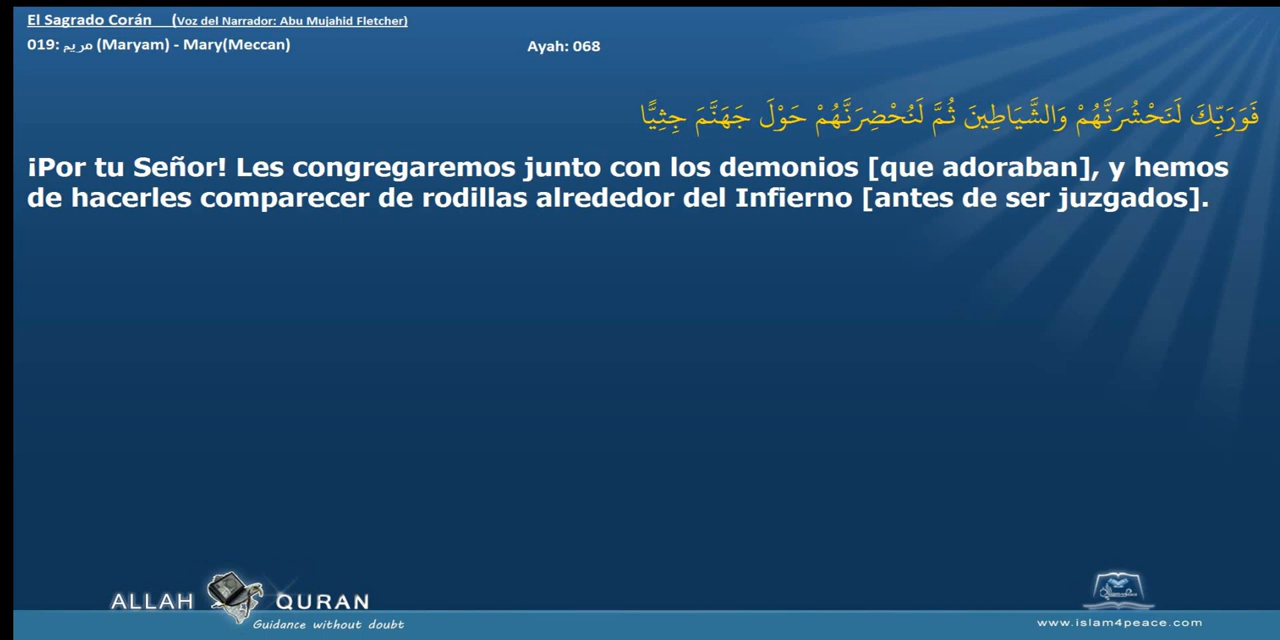 El Sagrado Corán (Voz del Narrador: Abu Mujahid Fletcher)
019: مريم (Maryam) - Mary(Meccan) Ayah: 068
فَوَرَبِّكَ لَنَحْشُرَنَّهُمْ وَالشَّيَاطِينَ ثُمَّ لَنُحْضِرَنَّهُمْ حَوْلَ جَهَنَّمَ جِثِيًّا
¡Por tu Señor! Les congregaremos junto con los demonios [que adoraban], y hemos
de hacerles comparecer de rodillas alrededor del Infierno [antes de ser juzgados].
ALLAH QURAN
Guidance without doubt
www.islam4peace.com